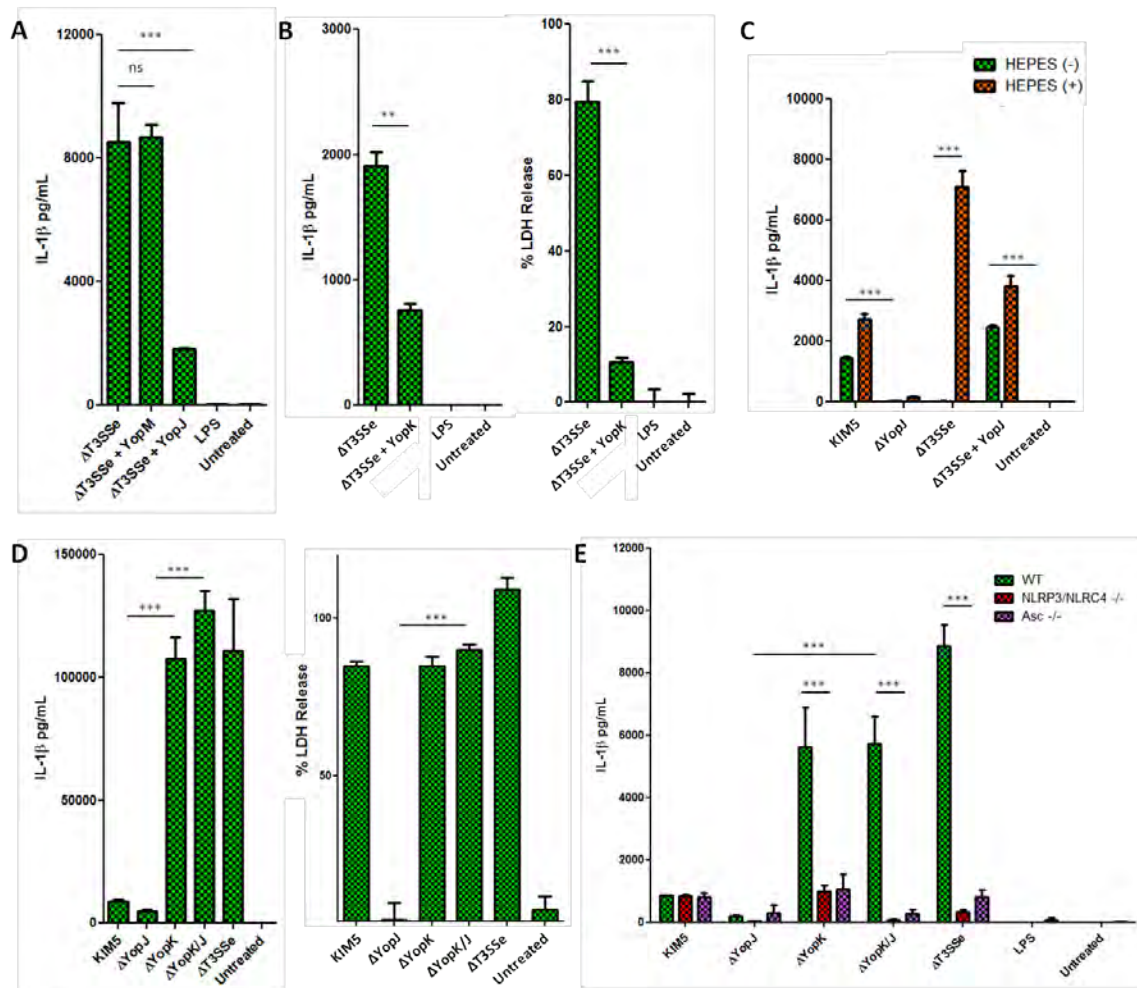 A
12000
8000
4000
0
IL-1β pg/mL
***
ns
ΔT3SSe
ΔT3SSe + YopM
ΔT3SSe + YopJ
LPS
Untreated
B
3000
2000
1000
0
IL-1β pg/mL
**
ΔT3SSe
ΔT3SSe + YopK
LPS
Untreated
100
80
60
40
20
0
% LDH Release
***
ΔT3SSe
ΔT3SSe + YopK
LPS
Untreated
C
HEPES (-)
HEPES (+)
10000
8000
6000
4000
2000
0
IL-1β pg/mL
***
***
***
KIM5
ΔYopJ
ΔT3SSe
ΔT3SSe + YopJ
Untreated
D
150000
100000
50000
0
IL-1β pg/mL
***
***
KIM5
ΔYopJ
ΔYopK
ΔYopK/J
ΔT3SSe
Untreated
100
50
% LDH Release
***
KIM5
ΔYopJ
ΔYopK
ΔYopK/J
ΔT3SSe
Untreated
E
WT
NLRP3/NLRC4 -/-
Asc -/-
12000
10000
8000
6000
4000
2000
0
IL-1β pg/mL
***
***
***
***
KIM5
ΔYopJ
ΔYopK
ΔYopK/J
ΔT3SSe
LPS
Untreated